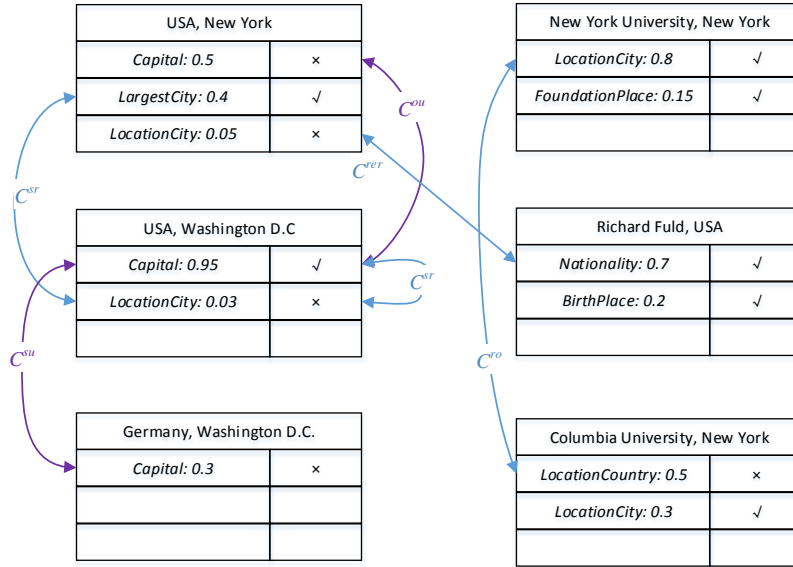 USA, New York
Capital: 0.5 ×
LargestCity: 0.4 √
LocationCity: 0.05 ×
New York University, New York
LocationCity: 0.8 √
FoundationPlace: 0.15 √
C^ou
C^rer
C^sr
USA, Washington D.C
Capital: 0.95 √
LocationCity: 0.03 ×
C^sr
Richard Fuld, USA
Nationality: 0.7 √
BirthPlace: 0.2 √
C^su
C^ro
Germany, Washington D.C.
Capital: 0.3 ×
Columbia University, New York
LocationCountry: 0.5 ×
LocationCity: 0.3 √